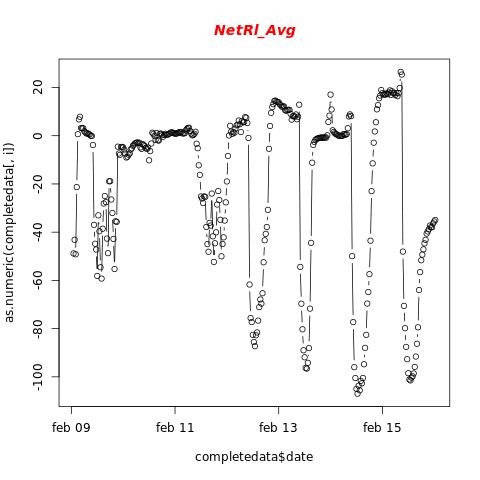 NetRl_Avg
as.numeric(completedata[, i])
20
0
-20
-40
-60
-80
-100
feb 09
feb 11
feb 13
feb 15
completedata$date